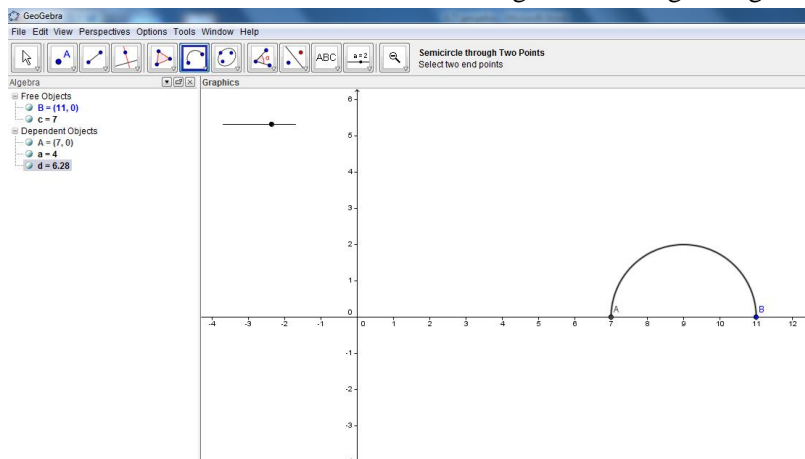 GeoGebra
File Edit View Perspectives Options Tools Window Help
A
ABC
a=2
Semicircle through Two Points
Select two end points
Algebra
Graphics
Free Objects
B = (11, 0)
c = 7
Dependent Objects
A = (7, 0)
a = 4
d = 6.28
6
5
4
3
2
1
0
-4 -3 -2 -1 0 1 2 3 4 5 6 7 8 9 10 11 12
A
B
-1
-2
-3